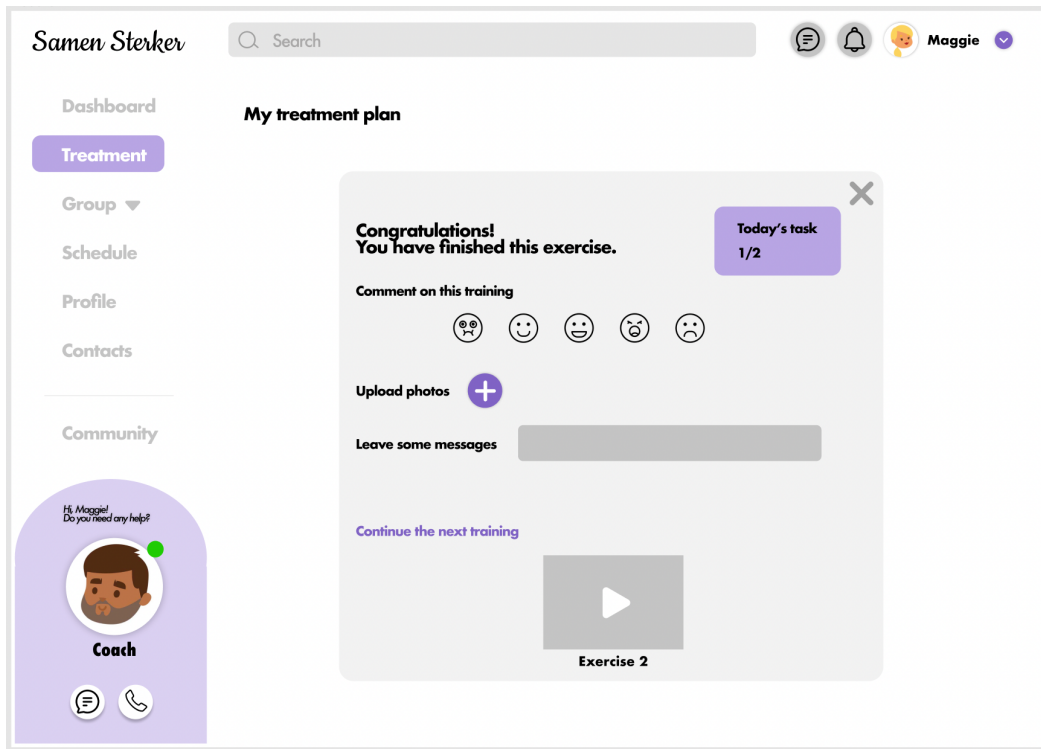 Samen Sterker
Search
Maggie
Dashboard
Treatment
Group
Schedule
Profile
Contacts
Community
Hi, Maggie!
Do you need any help?
Coach
My treatment plan
Congratulations!
You have finished this exercise.
Today's task
1/2
Comment on this training
Upload photos
Leave some messages
Continue the next training
Exercise 2